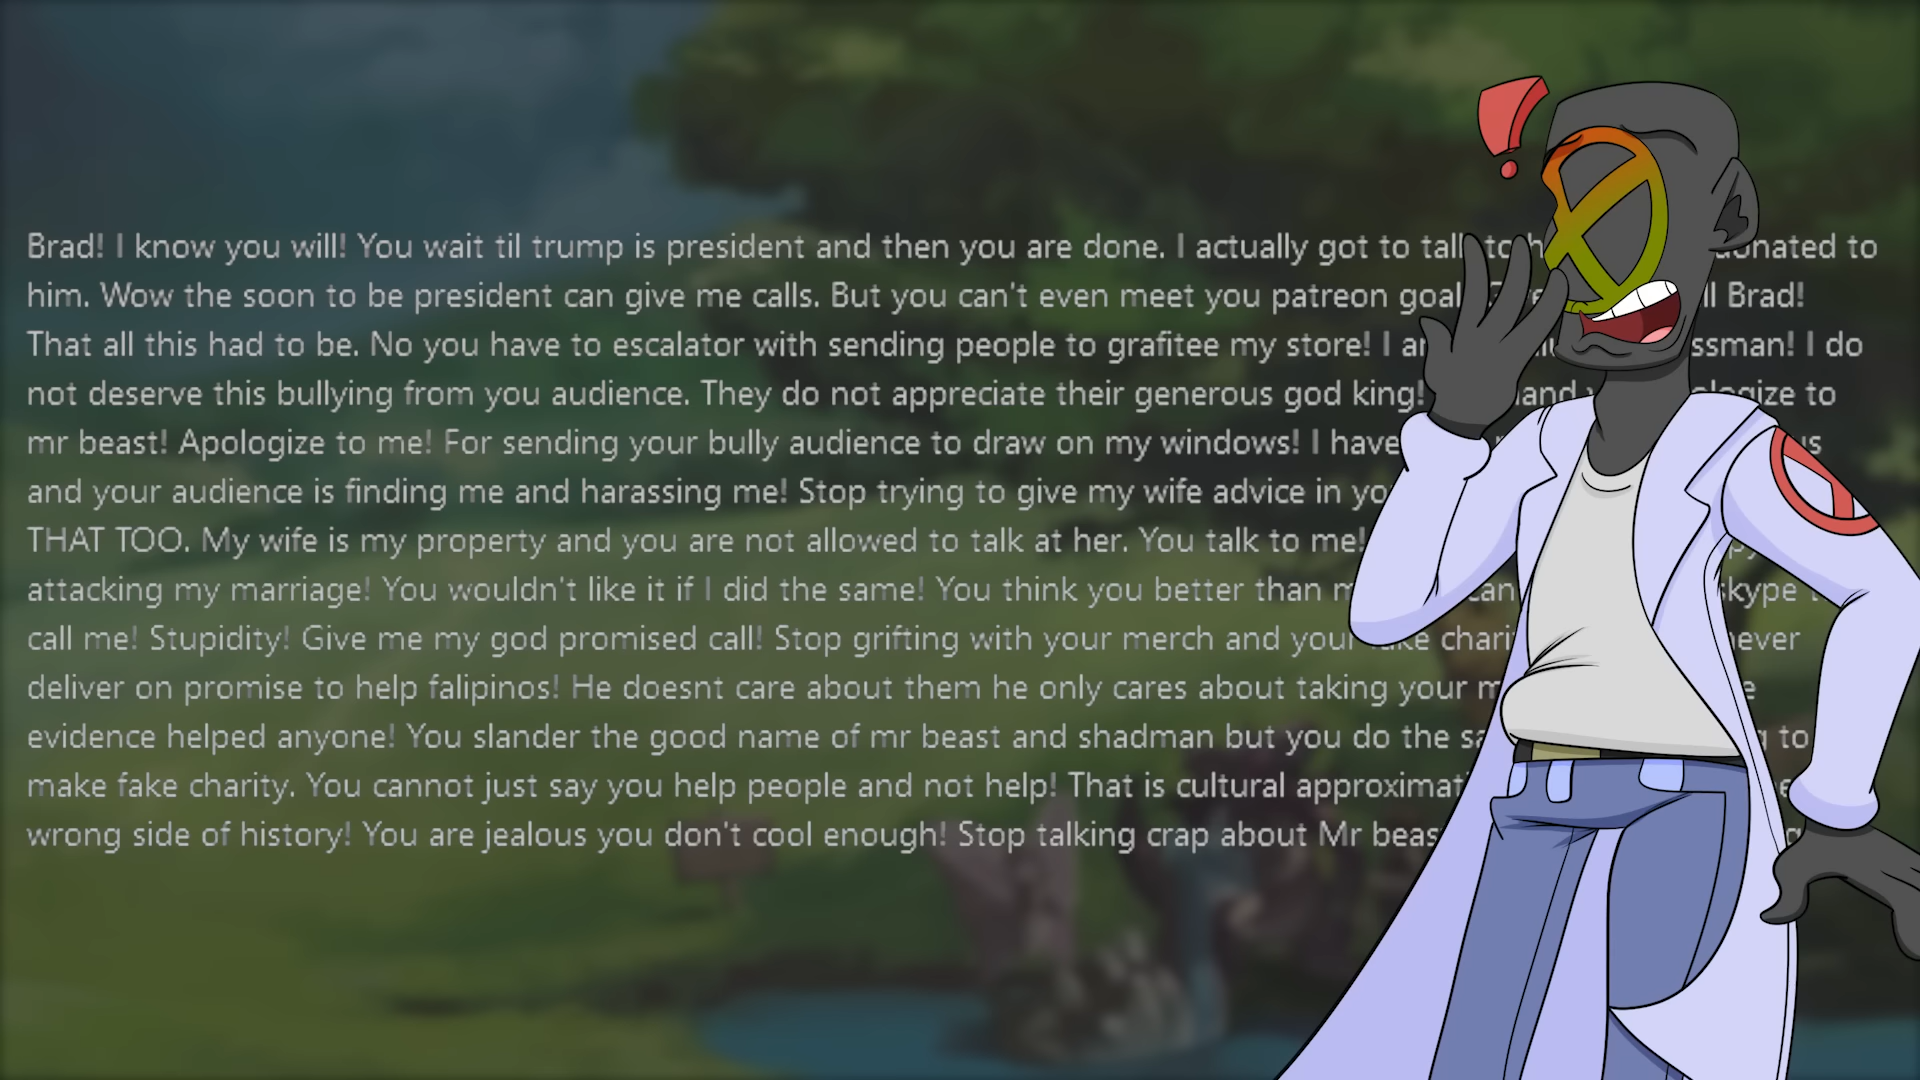 Brad! I know you will! You wait til trump is president and then you are done. I actually got to talk to donated to
him. Wow the soon to be president can give me calls. But you can't even meet you patreon goal Brad!
That all this had to be. No you have to escalator with sending people to grafitee my store! I do
not deserve this bullying from you audience. They do not appreciate their generous god king! to
mr beast! Apologize to me! For sending your bully audience to draw on my windows! I have
and your audience is finding me and harassing me! Stop trying to give my wife advice in
THAT TOO. My wife is my property and you are not allowed to talk at her. You talk to me!
attacking my marriage! You wouldn't like it if I did the same! You think you better than skype
call me! Stupidity! Give me my god promised call! Stop grifting with your merch and your never
deliver on promise to help falipinos! He doesnt care about them he only cares about taking your
evidence helped anyone! You slander the good name of mr beast and shadman but you do the to
make fake charity. You cannot just say you help people and not help! That is cultural
wrong side of history! You are jealous you don't cool enough! Stop talking crap about Mr